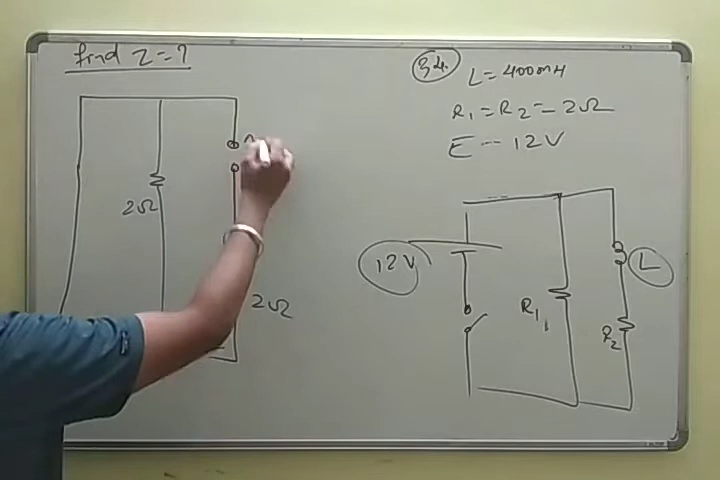 find Z=?
34.
L=400mH
R1=R2=2Ω
E=12V
2Ω
2Ω
12V
R1
L
R2